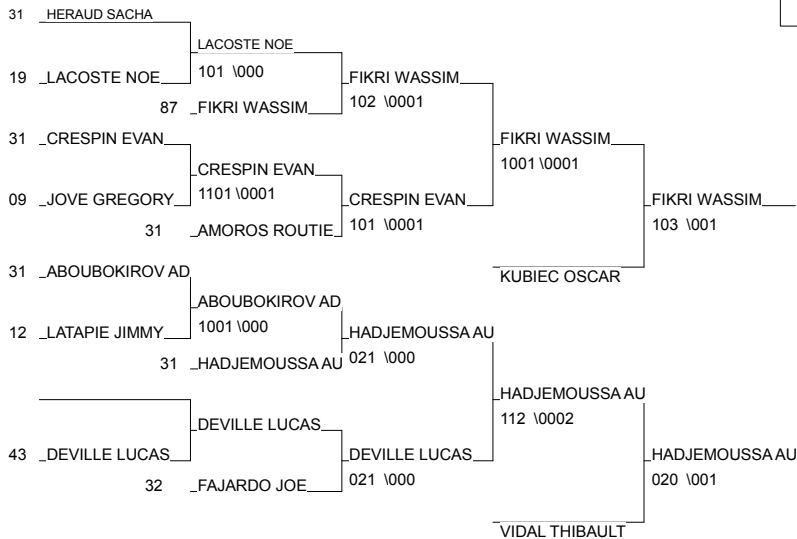 31 HERAUD SACHA
LACOSTE NOE
19 LACOSTE NOE 101 \000 FIKRI WASSIM
87 FIKRI WASSIM 102 \0001
31 CRESPIN EVAN FIKRI WASSIM
CRESPIN EVAN 1001 \0001
09 JOVE GREGORY 1101 \0001 CRESPIN EVAN FIKRI WASSIM
31 AMOROS ROUTIE 101 \0001 103 \001
31 ABOUBOKIROV AD KUBIEC OSCAR
ABOUBOKIROV AD
12 LATAPIE JIMMY 1001 \000 HADJEMOUSSA AU
31 HADJEMOUSSA AU 021 \000
HADJEMOUSSA AU
DEVILLE LUCAS 112 \0002
43 DEVILLE LUCAS DEVILLE LUCAS HADJEMOUSSA AU
32 FAJARDO JOE 021 \000 020 \001
VIDAL THIBAULT